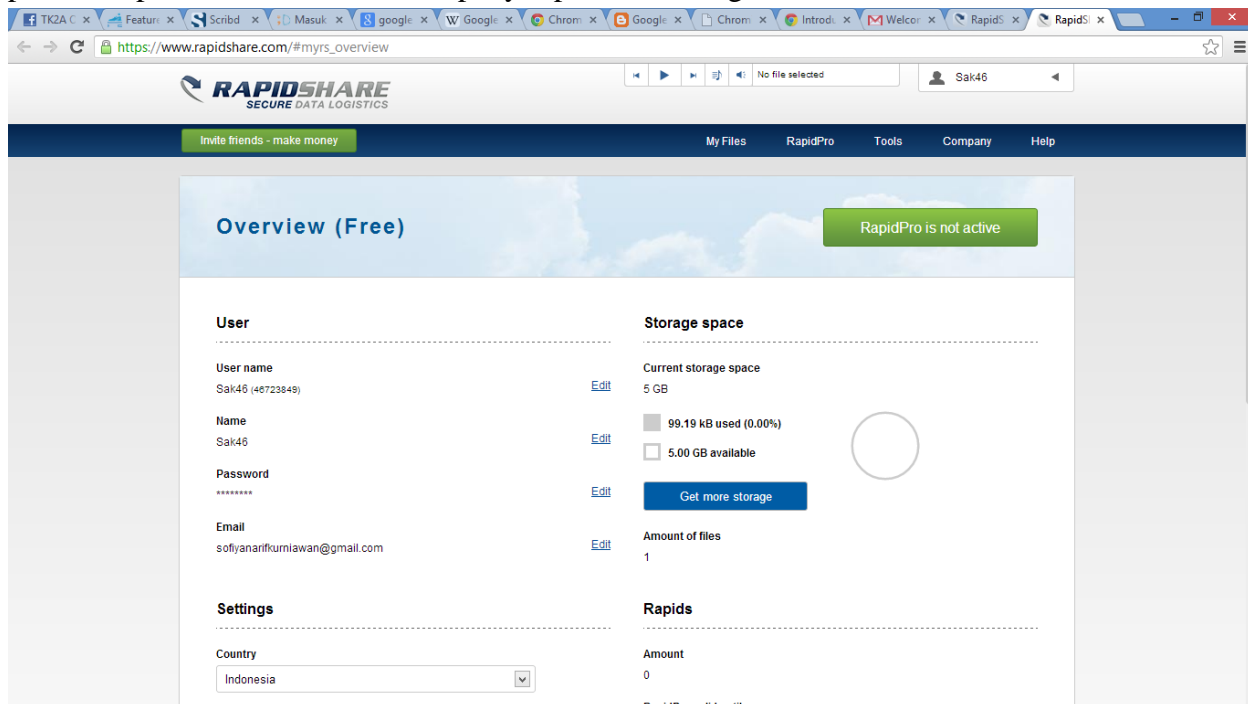 TK2A C
Feature
Scribd
Masuk
google
Google
Chrom
Google
Chrom
Introdu
Welcor
RapidS
RapidSl
https://www.rapidshare.com/#myrs_overview
RAPIDSHARE
SECURE DATA LOGISTICS
No file selected
Sak46
Invite friends - make money
My Files
RapidPro
Tools
Company
Help
Overview (Free)
RapidPro is not active
User
User name
Sak46 (46723849)
Edit
Name
Sak46
Edit
Password
********
Edit
Email
sofiyanarifkurniawan@gmail.com
Edit
Storage space
Current storage space
5 GB
99.19 kB used (0.00%)
5.00 GB available
Get more storage
Amount of files
1
Settings
Country
Indonesia
Rapids
Amount
0